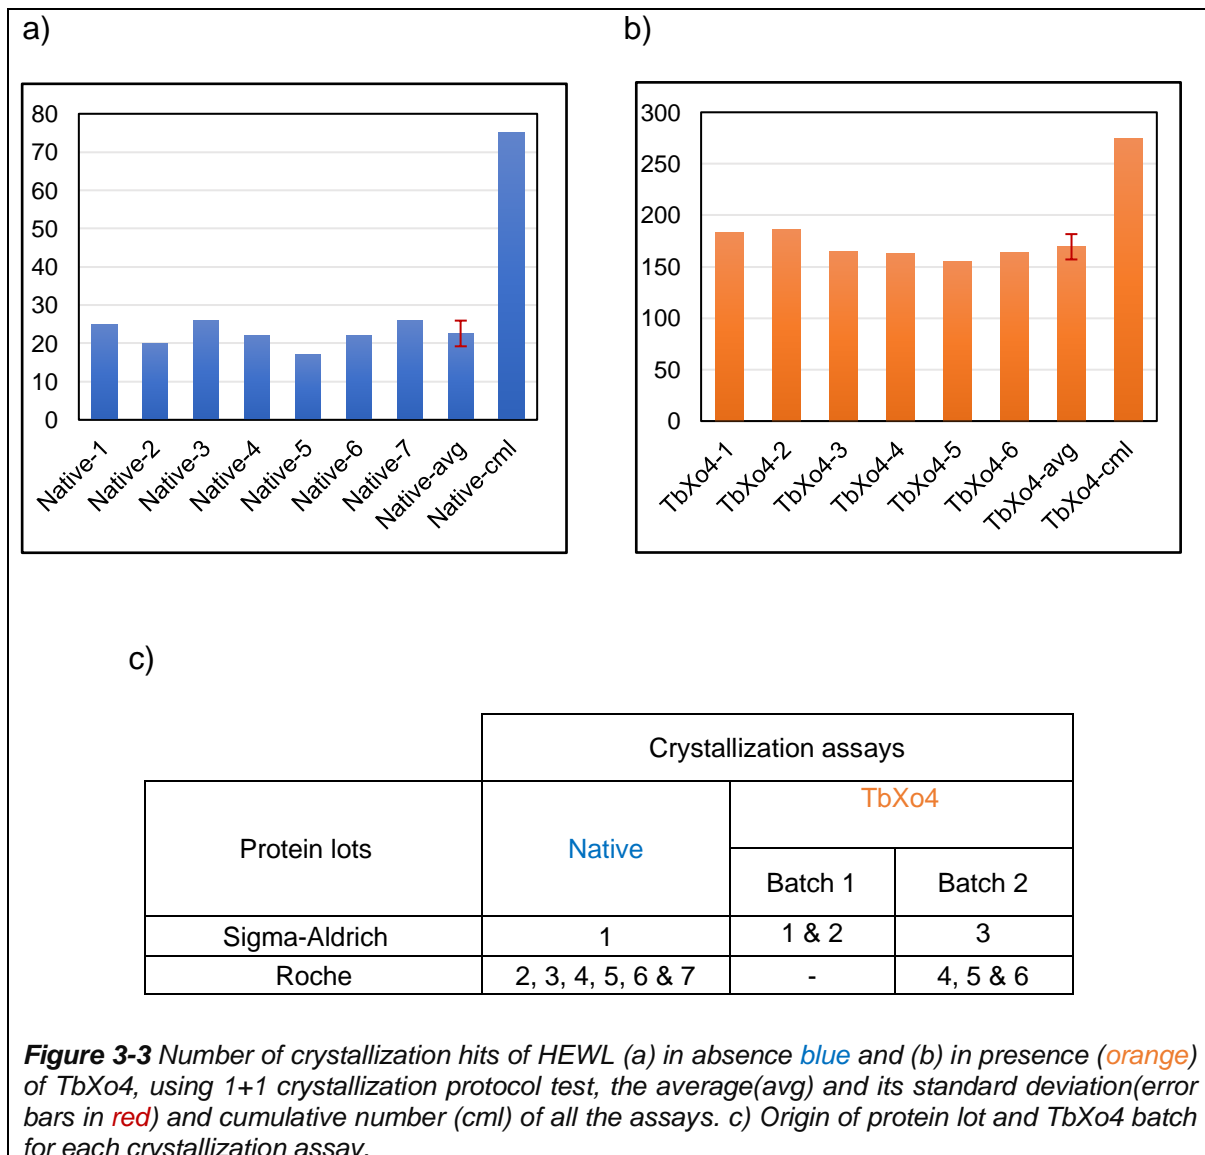 a)
80
70
60
50
40
30
20
10
0
Native-1
Native-2
Native-3
Native-4
Native-5
Native-6
Native-7
Native-avg
Native-cml
b)
300
250
200
150
100
50
0
TbXo4-1
TbXo4-2
TbXo4-3
TbXo4-4
TbXo4-5
TbXo4-6
TbXo4-avg
TbXo4-cml
c)
Crystallization assays
Protein lots Native TbXo4
Batch 1 Batch 2
Sigma-Aldrich 1 1 & 2 3
Roche 2, 3, 4, 5, 6 & 7 - 4, 5 & 6
Figure 3-3 Number of crystallization hits of HEWL (a) in absence blue and (b) in presence (orange)
of TbXo4, using 1+1 crystallization protocol test, the average(avg) and its standard deviation(error
bars in red) and cumulative number (cml) of all the assays. c) Origin of protein lot and TbXo4 batch
for each crystallization assay.